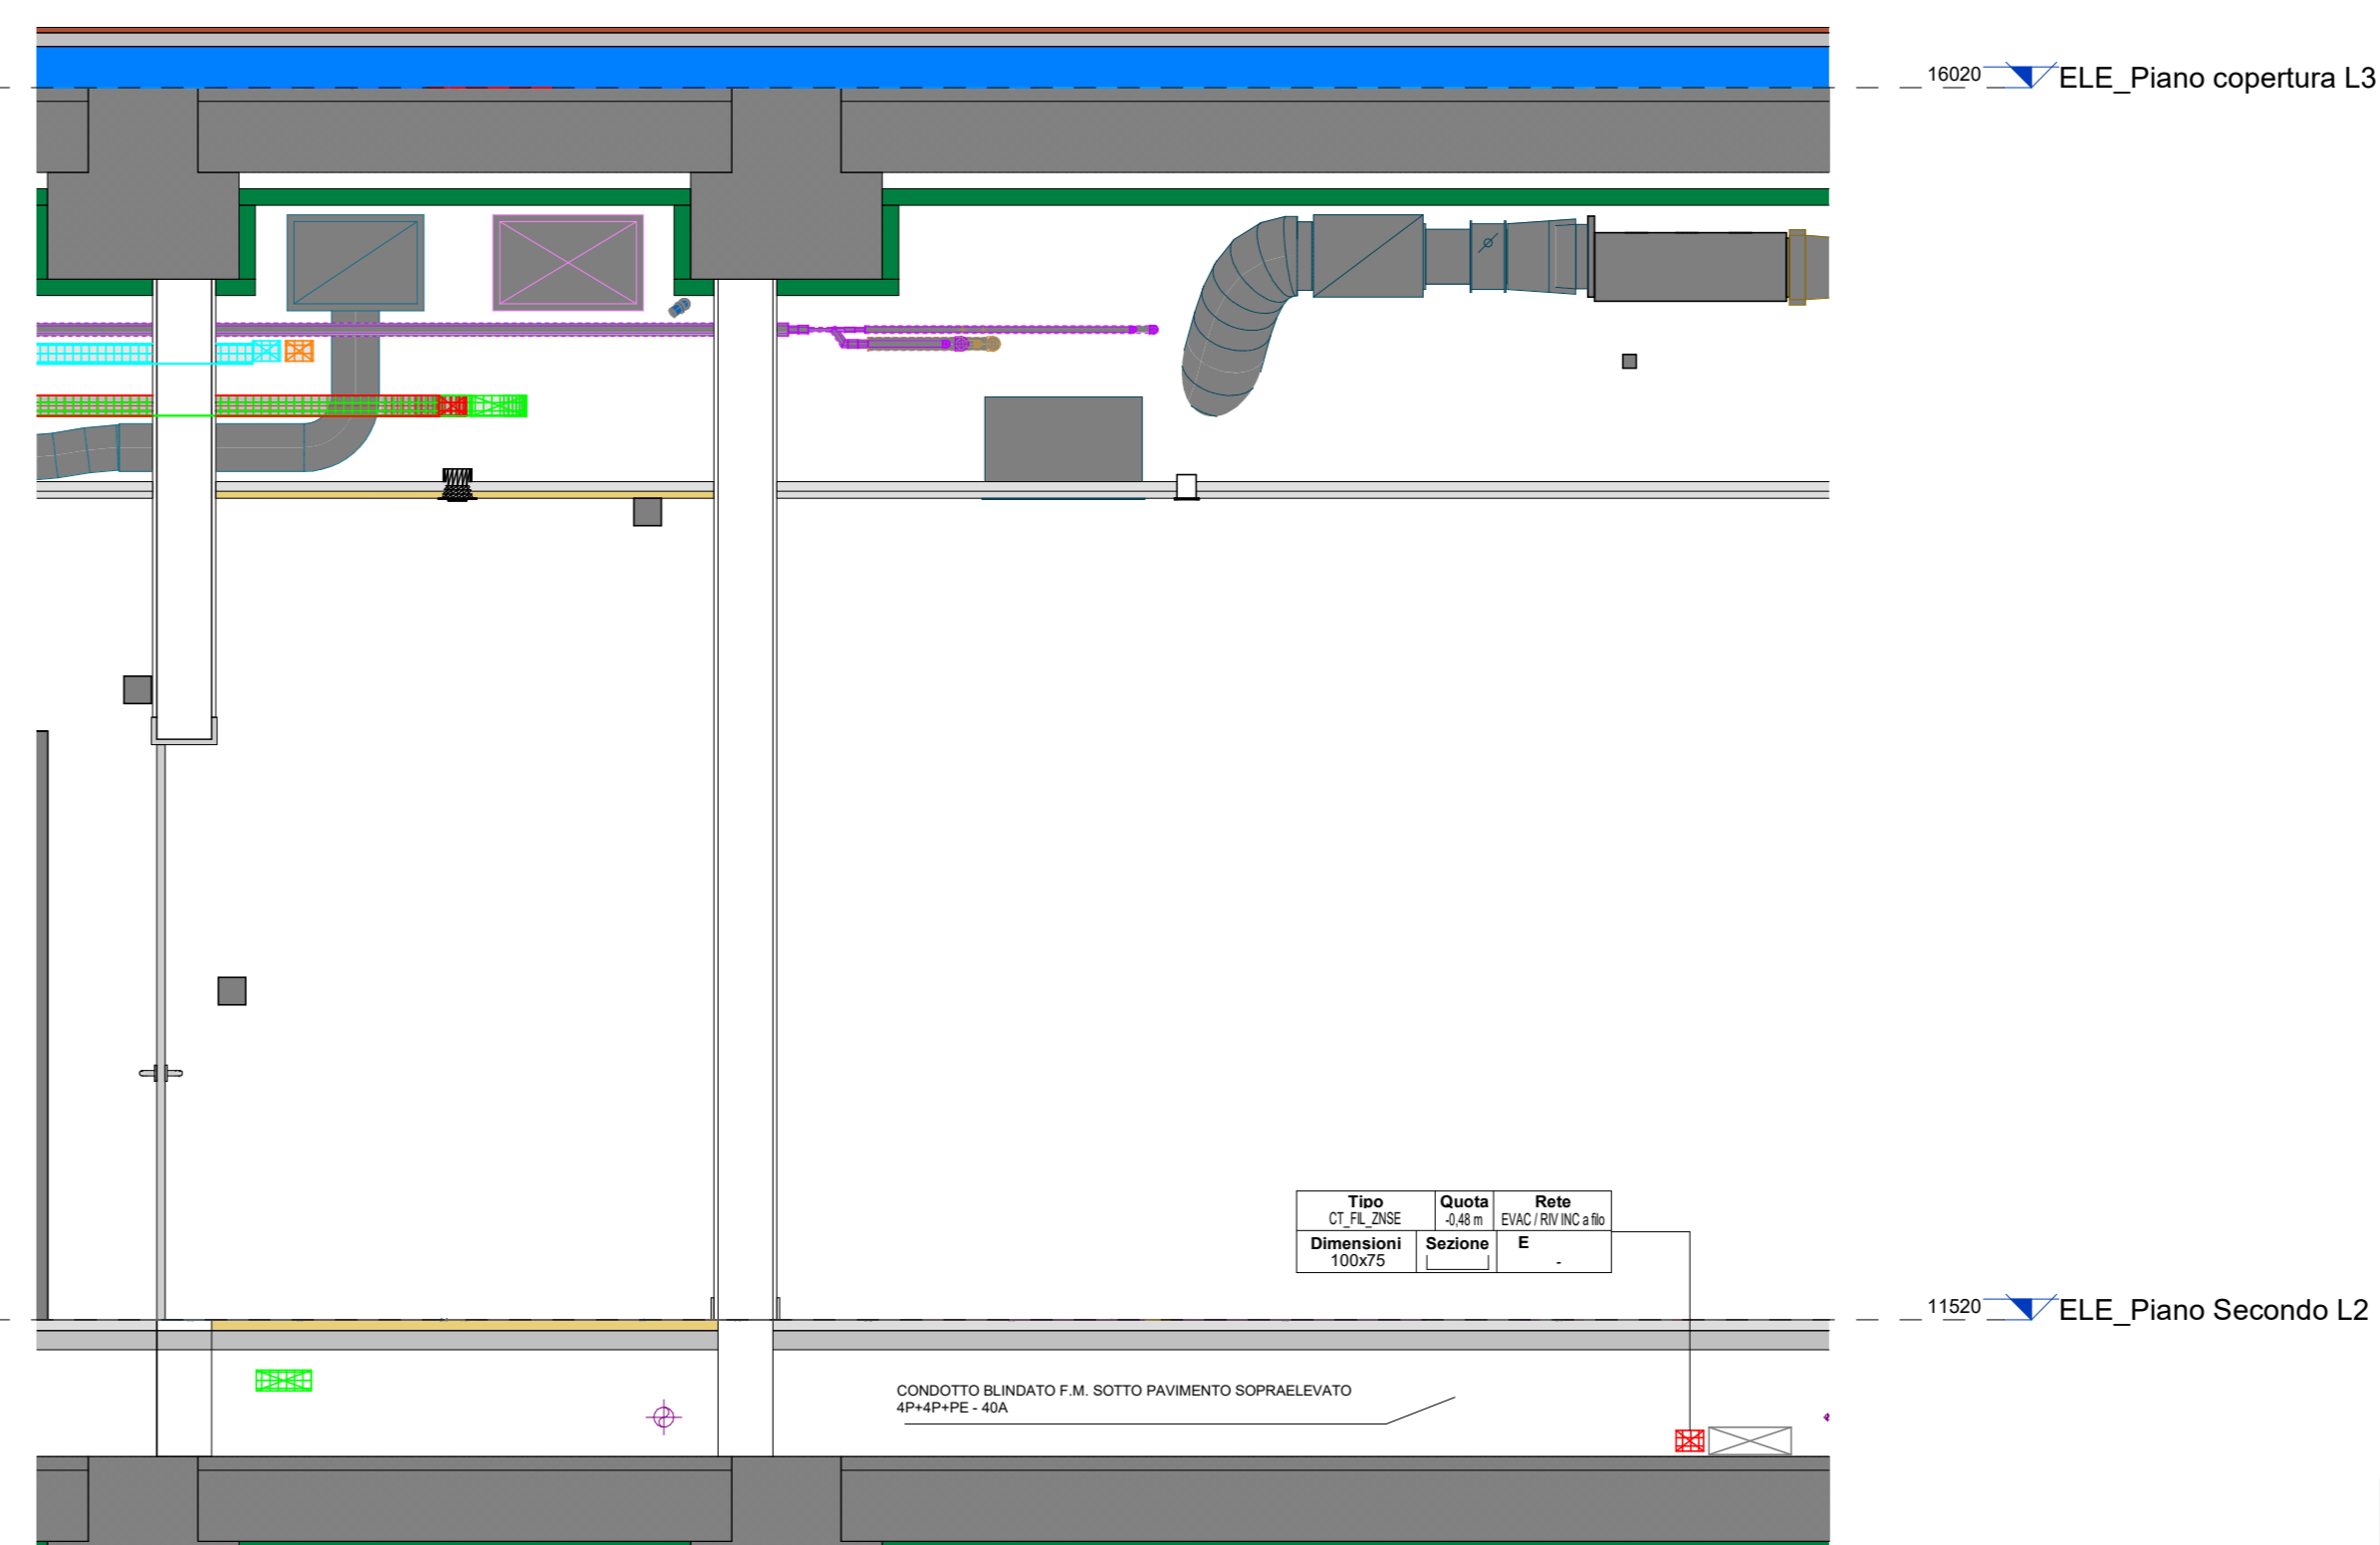 16020 ELE_Piano copertura L3
Tipo Quota Rete
CT_FIL_ZNSE -0,48 m EVAC / RIV INC a filo
Dimensioni Sezione E
100x75 -
11520 ELE_Piano Secondo L2
CONDOTTO BLINDATO F.M. SOTTO PAVIMENTO SOPRAELEVATO
4P+4P+PE - 40A